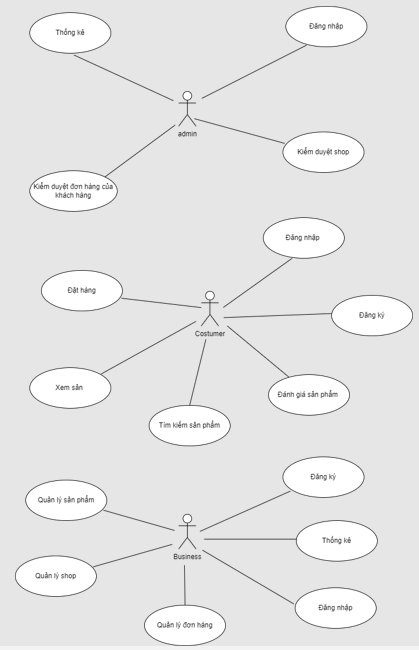 Thống kê
Đăng nhập
admin
Kiểm duyệt shop
Kiểm duyệt đơn hàng của
khách hàng
Đăng nhập
Đặt hàng
Costumer
Đăng ký
Xem sản
Đánh giá sản phẩm
Tìm kiếm sản phẩm
Đăng ký
Quản lý sản phẩm
Thống kê
Business
Quản lý shop
Đăng nhập
Quản lý đơn hàng